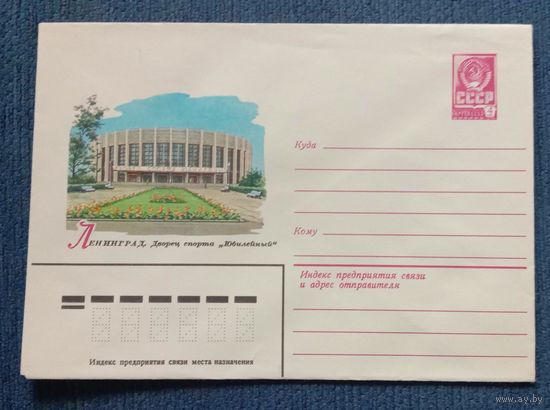 СССР
4
Ленинград. Дворец спорта „Юбилейный“
Куда
Кому
Индекс предприятия связи
и адрес отправителя
Индекс предприятия связи места назначения
www.ay.by